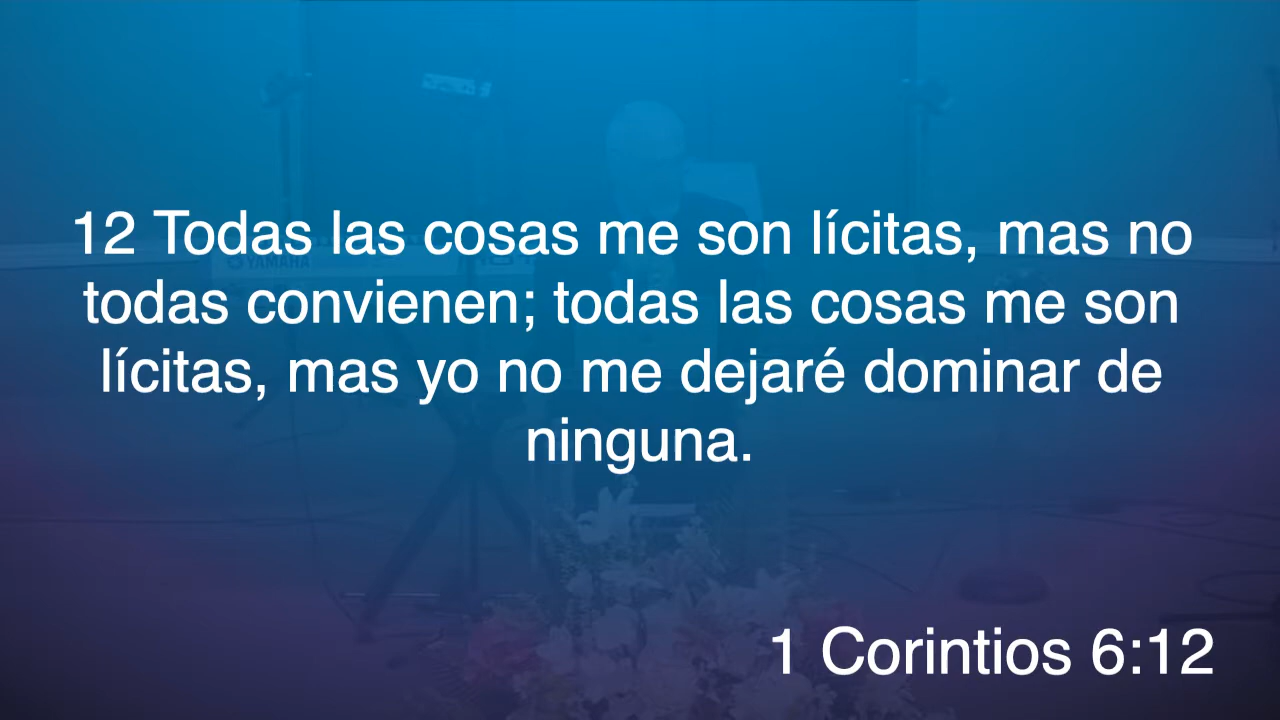 12 Todas las cosas me son lícitas, mas no
todas convienen; todas las cosas me son
lícitas, mas yo no me dejaré dominar de
ninguna.
YAMAHA
1 Corintios 6:12